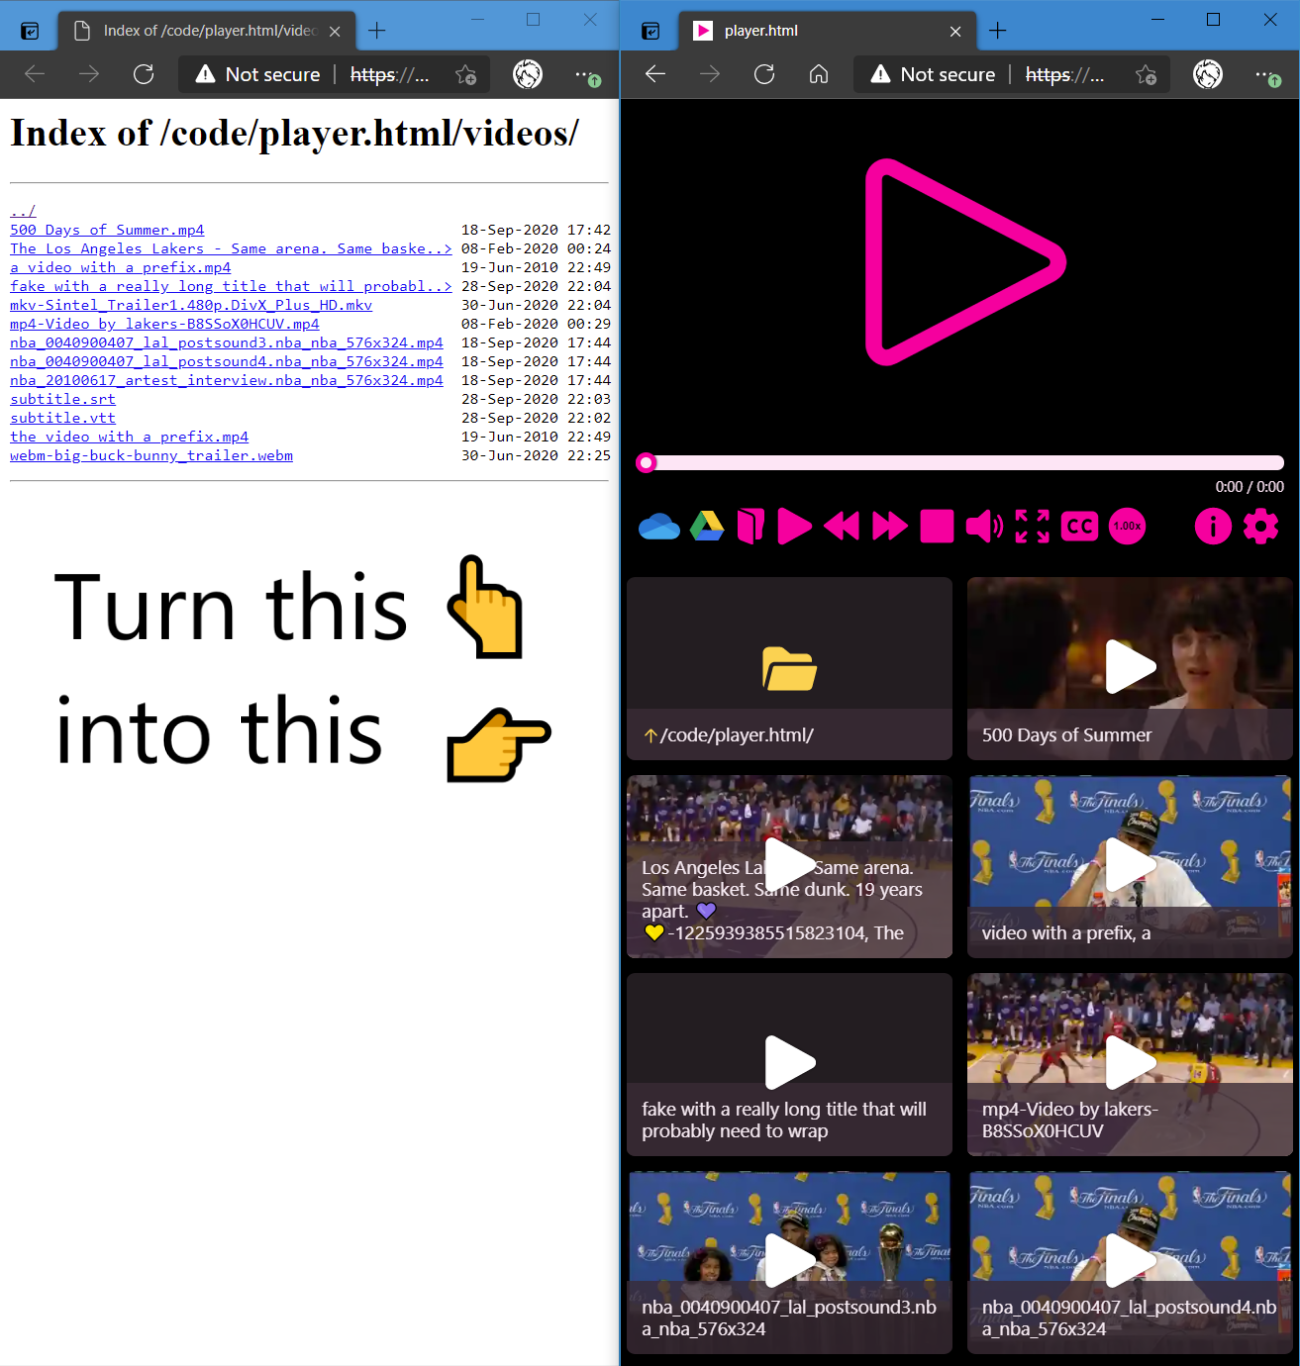 Index of /code/player.html/video
Not secure | https://...
Index of /code/player.html/videos/
../
500 Days of Summer.mp4 18-Sep-2020 17:42
The Los Angeles Lakers - Same arena. Same baske..> 08-Feb-2020 00:24
a video with a prefix.mp4 19-Jun-2010 22:49
fake with a really long title that will probabl..> 28-Sep-2020 22:04
mkv-Sintel_Trailer1.480p.DivX_Plus_HD.mkv 30-Jun-2020 22:04
mp4-Video by lakers-B8SSoX0HCUV.mp4 08-Feb-2020 00:29
nba_0040900407_lal_postsound3.nba_nba_576x324.mp4 18-Sep-2020 17:44
nba_0040900407_lal_postsound4.nba_nba_576x324.mp4 18-Sep-2020 17:44
nba_20100617_artest_interview.nba_nba_576x324.mp4 18-Sep-2020 17:44
subtitle.srt 28-Sep-2020 22:03
subtitle.vtt 28-Sep-2020 22:02
the video with a prefix.mp4 19-Jun-2010 22:49
webm-big-buck-bunny_trailer.webm 30-Jun-2020 22:25
Turn this 👆
into this 👉
player.html
Not secure | https://...
0:00 / 0:00
CC
1.00x
↑/code/player.html/
500 Days of Summer
Los Angeles La Same arena.
Same basket. Same dunk. 19 years
apart. 💜
💛-1225939385515823104, The
video with a prefix, a
fake with a really long title that will
probably need to wrap
mp4-Video by lakers-
B8SSoX0HCUV
nba_0040900407_lal_postsound3.nb
a_nba_576x324
nba_0040900407_lal_postsound4.nb
a_nba_576x324